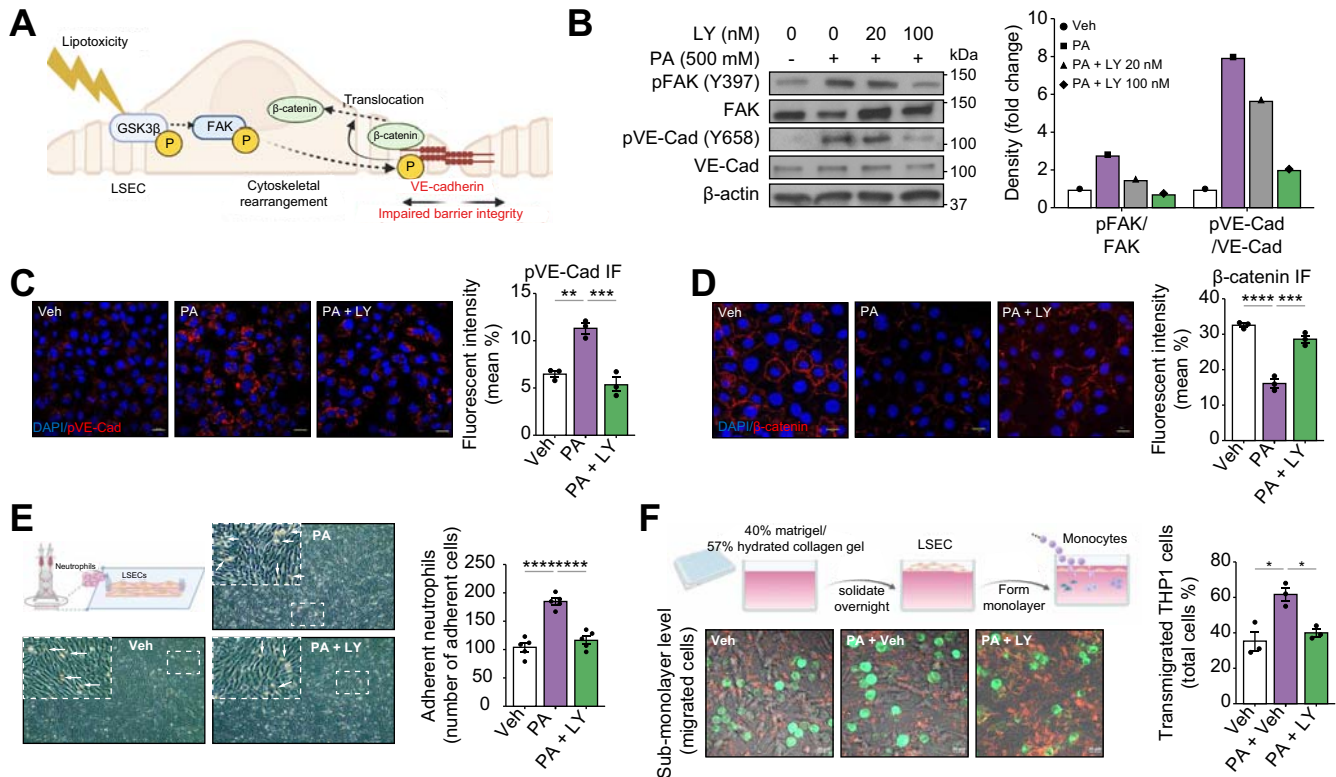 A
Lipotoxicity
Translocation
β-catenin
β-catenin
GSK3β
FAK
P
P
P
VE-cadherin
LSEC
Cytoskeletal
rearrangement
Impaired barrier integrity
B
LY (nM) 0 0 20 100
PA (500 mM) - + + + kDa
pFAK (Y397) 150
FAK 150
pVE-Cad (Y658) 100
VE-Cad 100
β-actin 37
Density (fold change)
8
6
4
2
0
Veh
PA
PA + LY 20 nM
PA + LY 100 nM
pFAK/
FAK
pVE-Cad
/VE-Cad
C
Veh
PA
PA + LY
DAPI/pVE-Cad
pVE-Cad IF
Fluorescent intensity
(mean %)
15
10
5
0
** ***
Veh
PA
PA + LY
D
Veh
PA
PA + LY
DAPI/β-catenin
β-catenin IF
Fluorescent intensity
(mean %)
40
30
20
10
0
**** ***
Veh
PA
PA + LY
E
Neutrophils
LSECs
PA
Veh
PA + LY
Adherent neutrophils
(number of adherent cells)
250
200
150
100
50
0
**** ****
Veh
PA
PA + LY
F
40% matrigel/
57% hydrated collagen gel
LSEC
Monocytes
solidate
overnight
Form
monolayer
Sub-monolayer level
(migrated cells)
Veh
PA + Veh
PA + LY
Transmigrated THP1 cells
(total cells %)
80
60
40
20
0
* *
Veh
PA + Veh
PA + LY